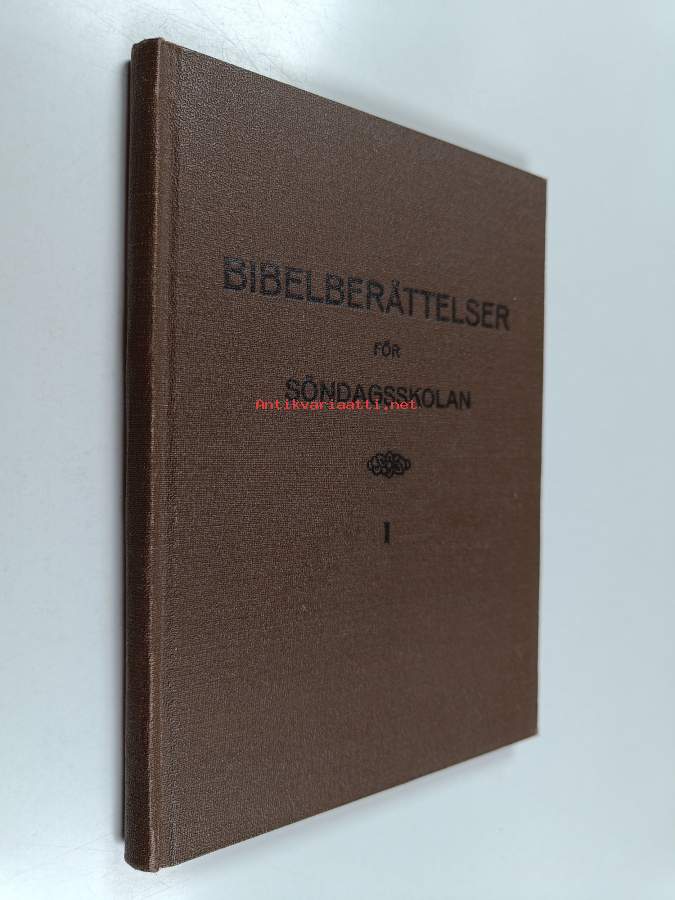 BIBELBERÄTTELSER
FÖR
SÖNDAGSSKOLAN
Antikvariaatti.net
I